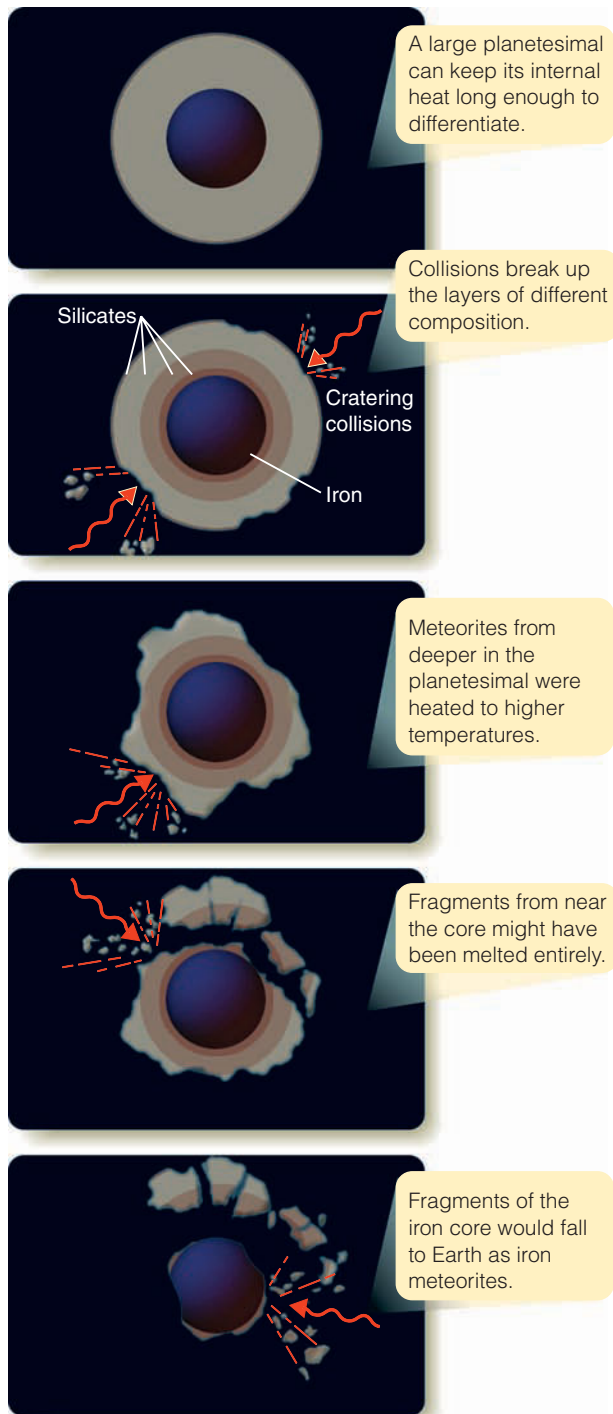 A large planetesimal
can keep its internal
heat long enough to
differentiate.
Collisions break up
the layers of different
composition.
Silicates
Cratering
collisions
Iron
Meteorites from
deeper in the
planetesimal were
heated to higher
temperatures.
Fragments from near
the core might have
been melted entirely.
Fragments of the
iron core would fall
to Earth as iron
meteorites.